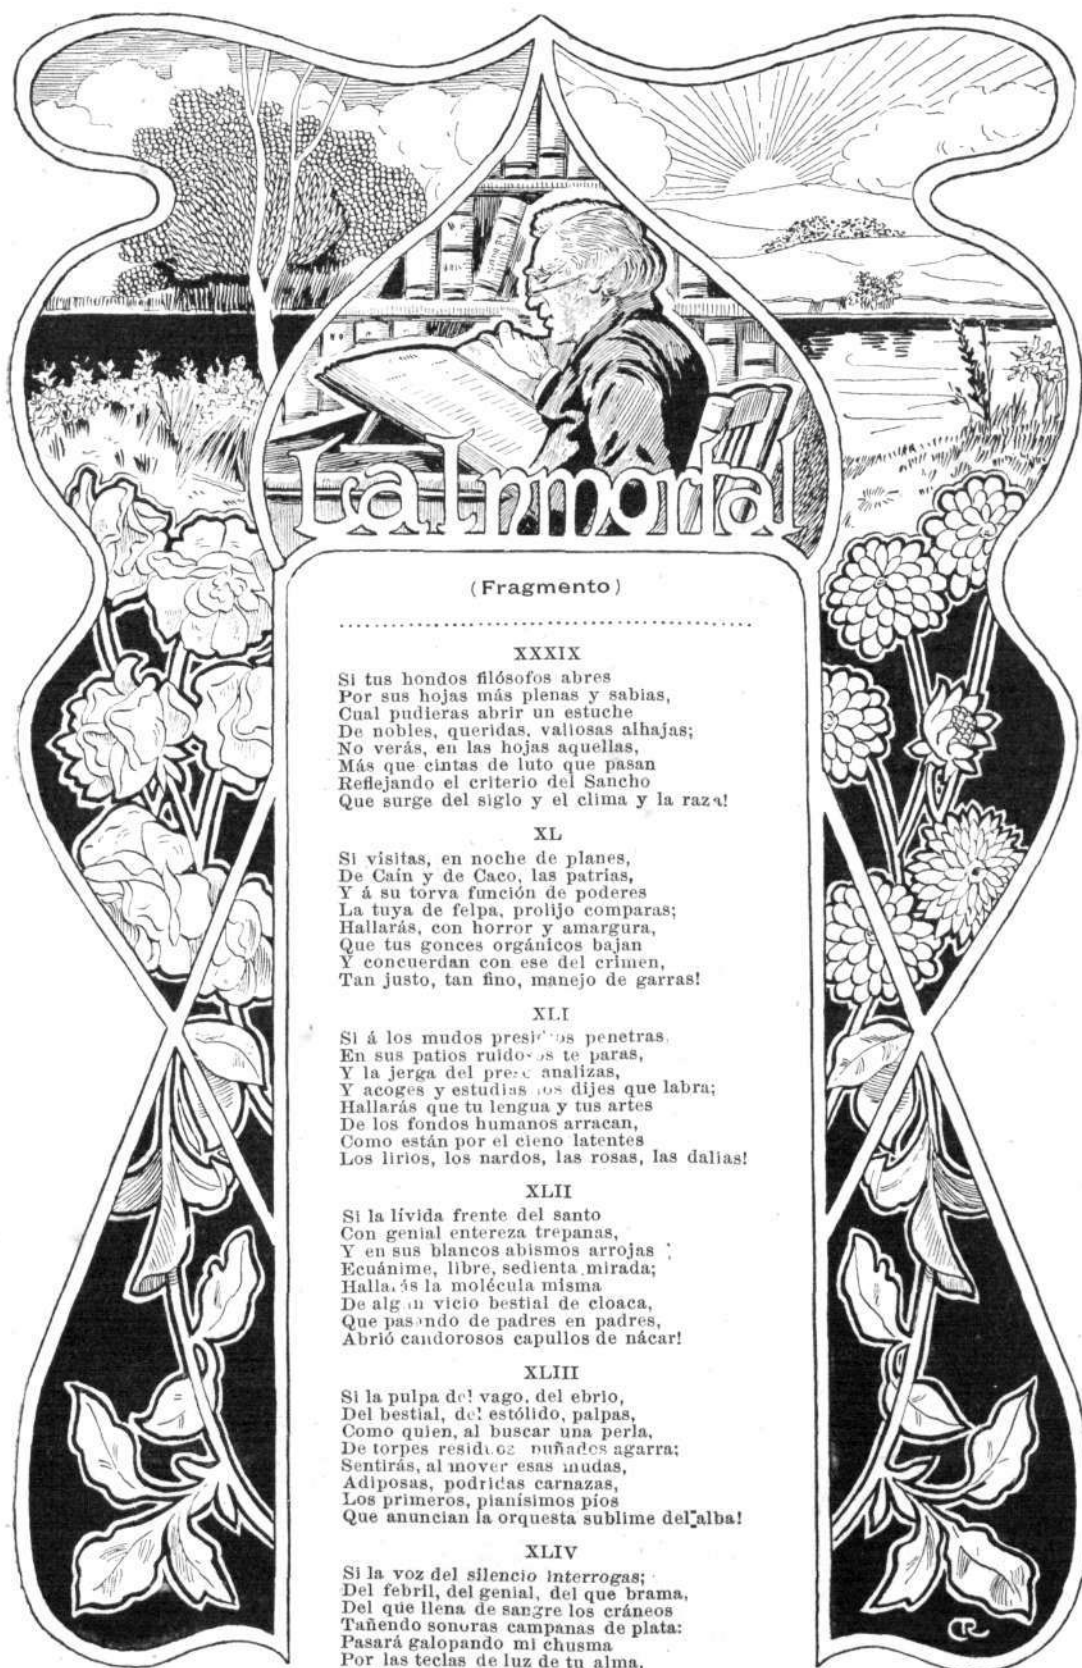 La Inmortal
(Fragmento)
XXXIX
Si tus hondos filósofos abres
Por sus hojas más plenas y sabias,
Cual pudieras abrir un estuche
De nobles, queridas, valiosas alhajas;
No verás, en las hojas aquellas,
Más que cintas de luto que pasan
Reflejando el criterio del Sancho
Que surge del siglo y el clima y la raza!
XL
Si visitas, en noche de planes,
De Caín y de Caco, las patrias,
Y á su torva función de poderes
La tuya de felpa, prolijo comparas;
Hallarás, con horror y amargura,
Que tus gonces orgánicos bajan
Y concuerdan con ese del crimen,
Tan justo, tan fino, manejo de garras!
XLI
Si á los mudos presidios penetras,
En sus patios ruidosos te paras,
Y la jerga del preso analizas,
Y acoges y estudias los dijes que labra;
Hallarás que tu lengua y tus artes
De los fondos humanos arracan,
Como están por el cieno latentes
Los lirios, los nardos, las rosas, las dalias!
XLII
Si la lívida frente del santo
Con genial entereza trepanas,
Y en sus blancos abismos arrojas
Ecuánime, libre, sedienta mirada;
Hallarás la molécula misma
De algún vicio bestial de cloaca,
Que pasando de padres en padres,
Abrió candorosos capullos de nácar!
XLIII
Si la pulpa del vago, del ebrio,
Del bestial, del estólido, palpas,
Como quien, al buscar una perla,
De torpes residuos puñados agarra;
Sentirás, al mover esas mudas,
Adiposas, podridas carnazas,
Los primeros, pianísimos píos
Que anuncian la orquesta sublime del alba!
XLIV
Si la voz del silencio interrogas;
Del febril, del genial, del que brama,
Del que llena de sangre los cráneos
Tañendo sonoras campanas de plata:
Pasará galopando mi chusma
Por las teclas de luz de tu alma,